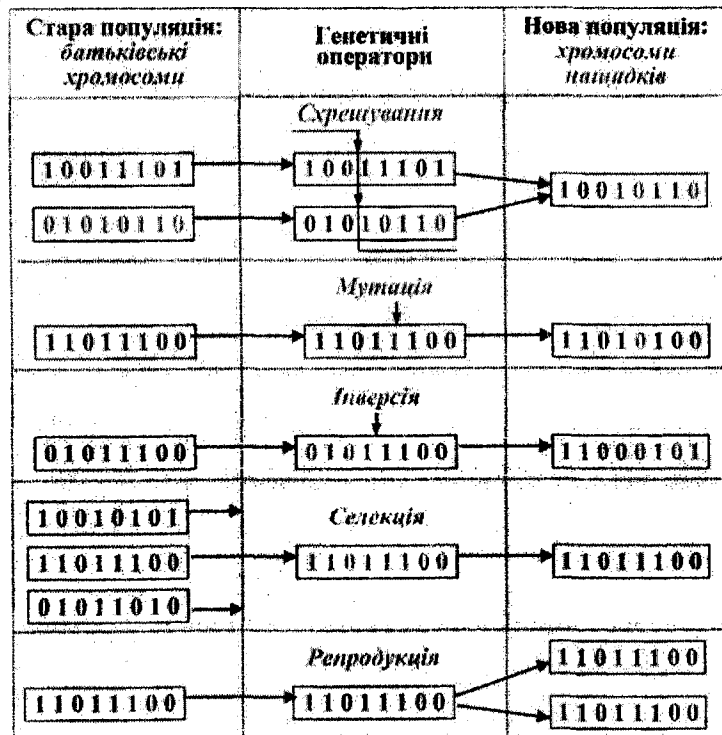 Стара популяція:
батьківські
хромосоми
Генетичні
оператори
Нова популяція:
хромосоми
нащадків
Схрещування
10011101
10011101
10010110
01010110
01010110
Мутація
11011100
11011100
11010100
Інверсія
01011100
01011100
11000101
10010101
Селекція
11011100
11011100
11011100
01011010
Репродукція
11011100
11011100
11011100
11011100